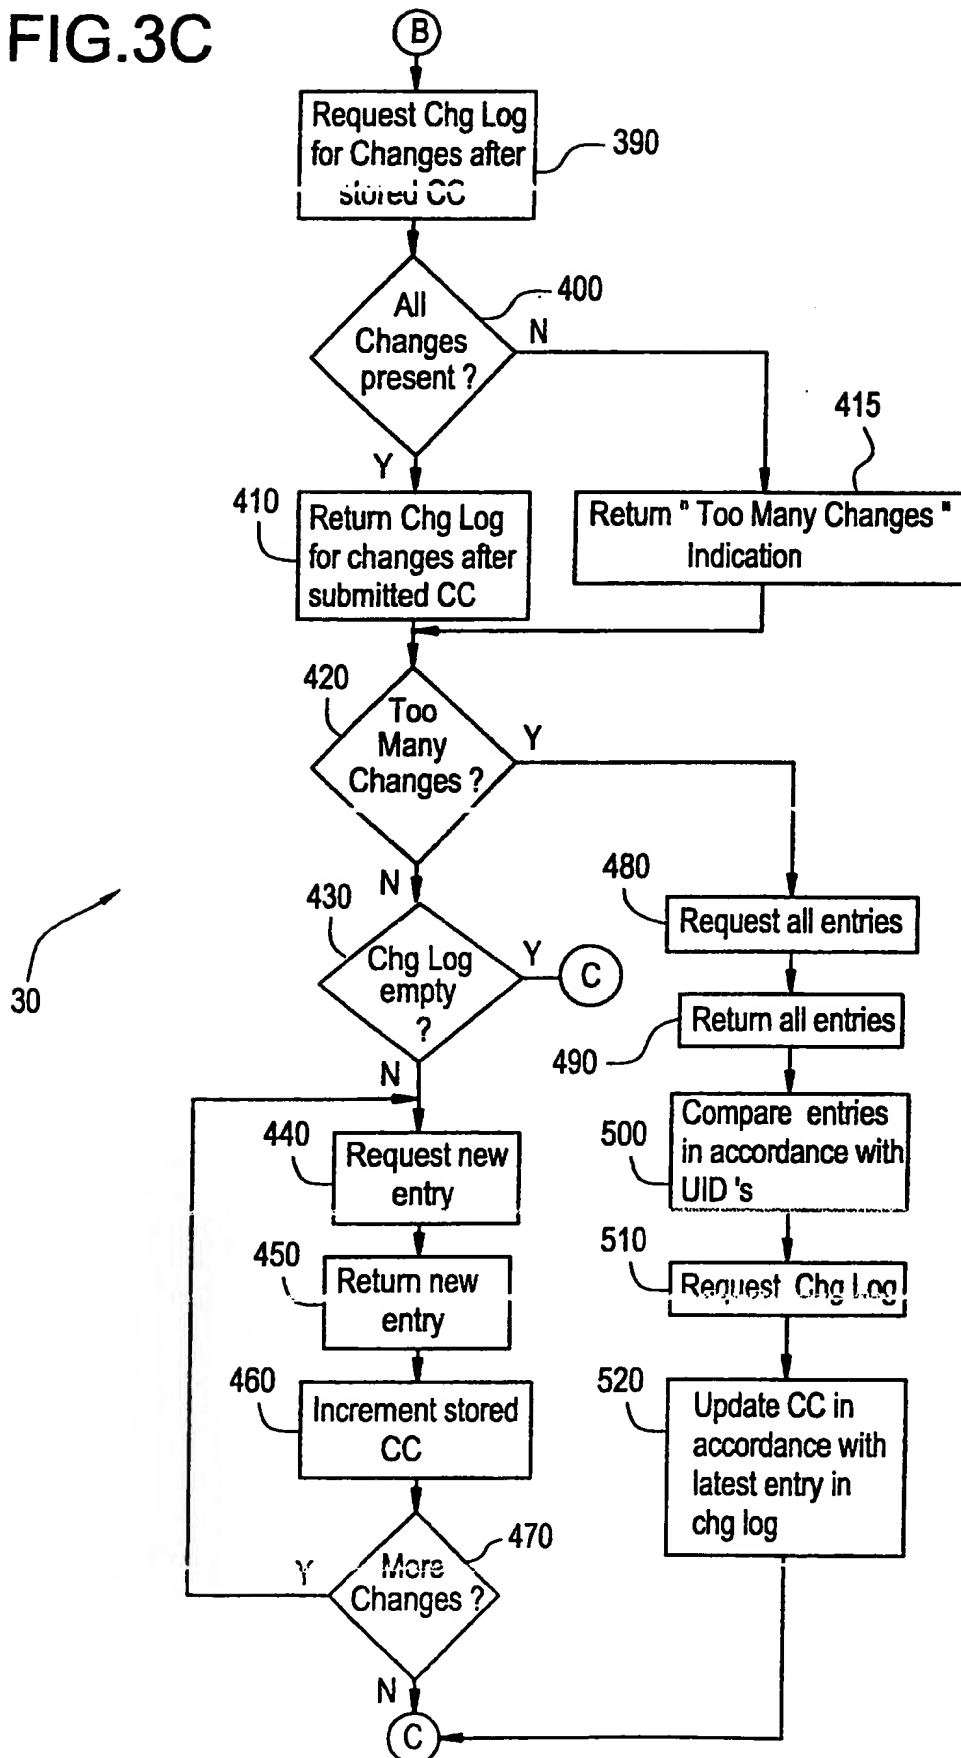 FIG.3C
B
Request Chg Log
for Changes after
stored CC
390
All
Changes
present ?
400
N
Y
415
410
Return Chg Log
for changes after
submitted CC
Return " Too Many Changes "
Indication
420
Too
Many
Changes ?
Y
N
480
Request all entries
430
Chg Log
empty
?
Y
C
30
490
Return all entries
N
500
Compare entries
in accordance with
UID 's
440
Request new
entry
510
Request Chg Log
450
Return new
entry
460
Increment stored
CC
520
Update CC in
accordance with
latest entry in
chg log
470
More
Changes ?
Y
N
C